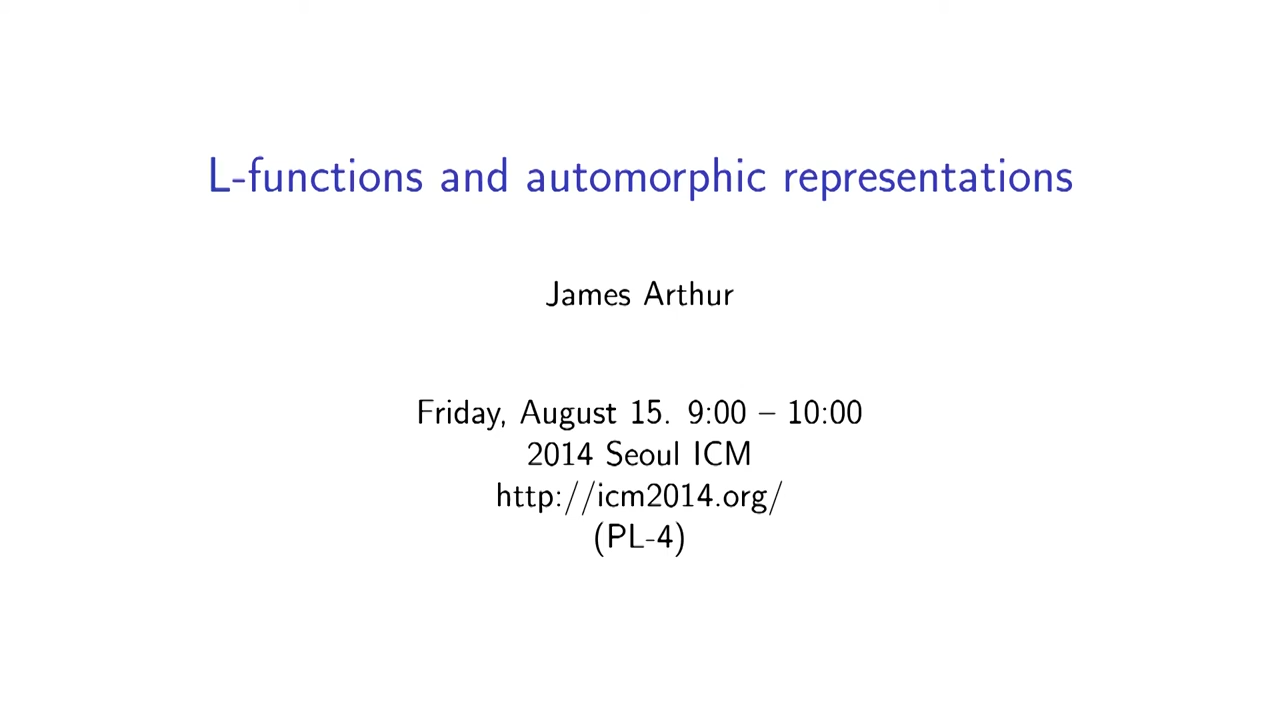 L-functions and automorphic representations
James Arthur
Friday, August 15. 9:00 – 10:00
2014 Seoul ICM
http://icm2014.org/
(PL-4)